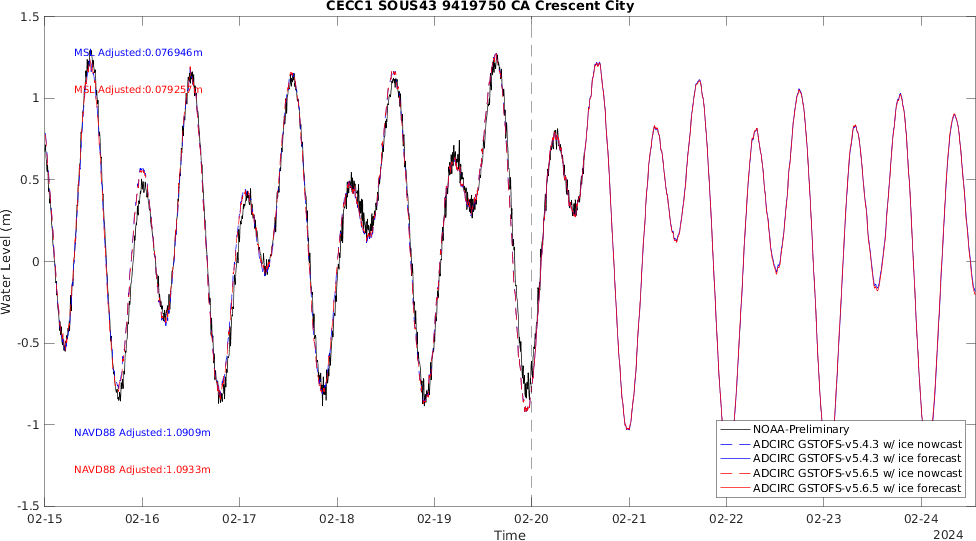 CECC1 SOUS43 9419750 CA Crescent City
1.5
1
0.5
0
-0.5
-1
-1.5
Water Level (m)
MSL Adjusted:0.076946m
MSL Adjusted:0.079257m
NAVD88 Adjusted:1.0909m
NAVD88 Adjusted:1.0933m
NOAA-Preliminary
ADCIRC GSTOFS-v5.4.3 w/ ice nowcast
ADCIRC GSTOFS-v5.4.3 w/ ice forecast
ADCIRC GSTOFS-v5.6.5 w/ ice nowcast
ADCIRC GSTOFS-v5.6.5 w/ ice forecast
02-15 02-16 02-17 02-18 02-19 02-20 02-21 02-22 02-23 02-24
Time
2024